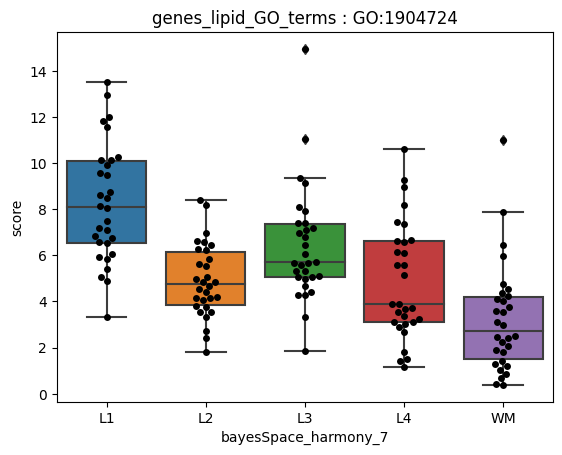 genes_lipid_GO_terms : GO:1904724
14
12
10
8
6
4
2
0
score
L1 L2 L3 L4 WM
bayesSpace_harmony_7